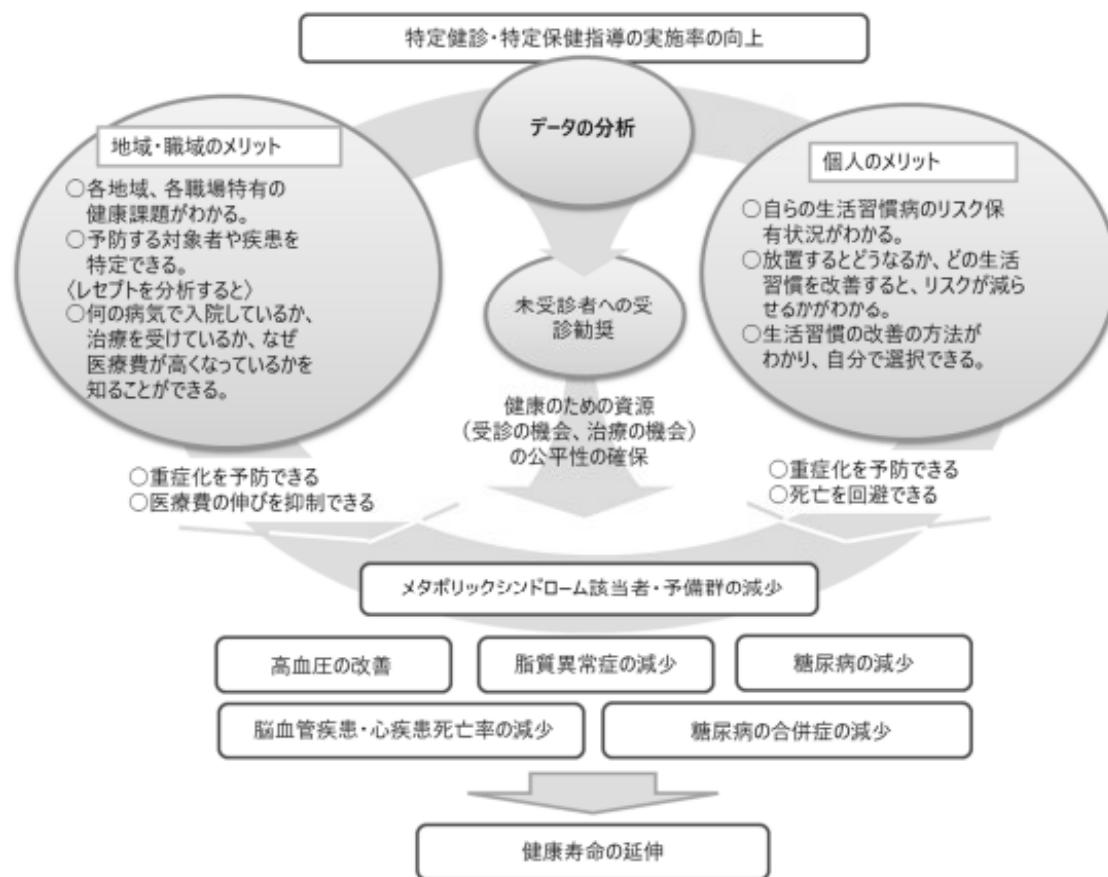 特定健診・特定保健指導の実施率の向上
データの分析
地域・職域のメリット
○各地域、各職場特有の
健康課題がわかる。
○予防する対象者や疾患を
特定できる。
〈レセプトを分析すると〉
○何の病気で入院しているか、
治療を受けているか、なぜ
医療費が高くなっているかを
知ることができる。
個人のメリット
○自らの生活習慣病のリスク保
有状況がわかる。
○放置するとどうなるか、どの生活
習慣を改善すると、リスクが減ら
せるかがわかる。
○生活習慣の改善の方法が
わかり、自分で選択できる。
未受診者への受
診勧奨
健康のための資源
（受診の機会、治療の機会）
の公平性の確保
○重症化を予防できる
○医療費の伸びを抑制できる
○重症化を予防できる
○死亡を回避できる
メタボリックシンドローム該当者・予備群の減少
高血圧の改善
脂質異常症の減少
糖尿病の減少
脳血管疾患・心疾患死亡率の減少
糖尿病の合併症の減少
健康寿命の延伸